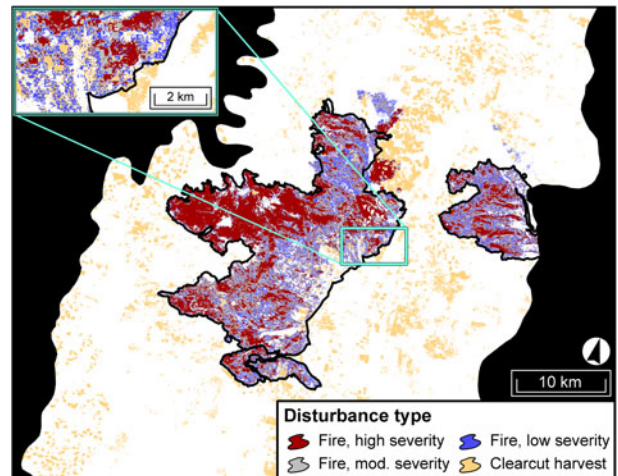 2 km
10 km
Disturbance type
Fire, high severity
Fire, low severity
Fire, mod. severity
Clearcut harvest